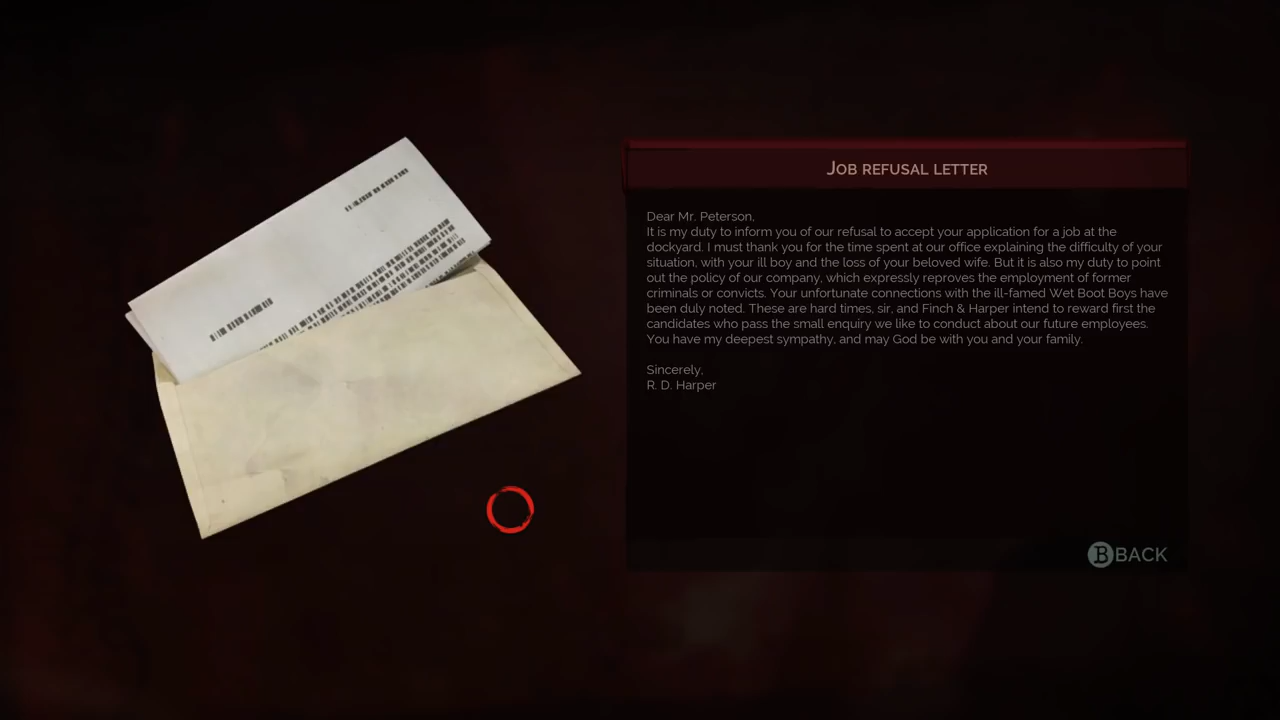 JOB REFUSAL LETTER
Dear Mr. Peterson,
It is my duty to inform you of our refusal to accept your application for a job at the
dockyard. I must thank you for the time spent at our office explaining the difficulty of your
situation, with your ill boy and the loss of your beloved wife. But it is also my duty to point
out the policy of our company, which expressly reproves the employment of former
criminals or convicts. Your unfortunate connections with the ill-famed Wet Boot Boys have
been duly noted. These are hard times, sir, and Finch & Harper intend to reward first the
candidates who pass the small enquiry we like to conduct about our future employees.
You have my deepest sympathy, and may God be with you and your family.
Sincerely,
R. D. Harper
B BACK